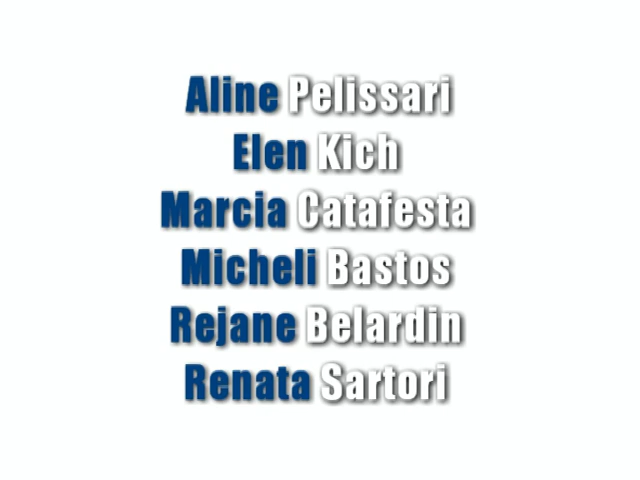 Aline Pelissari
Elen Kich
Marcia Catafesta
Micheli Bastos
Rejane Belardin
Renata Sartori